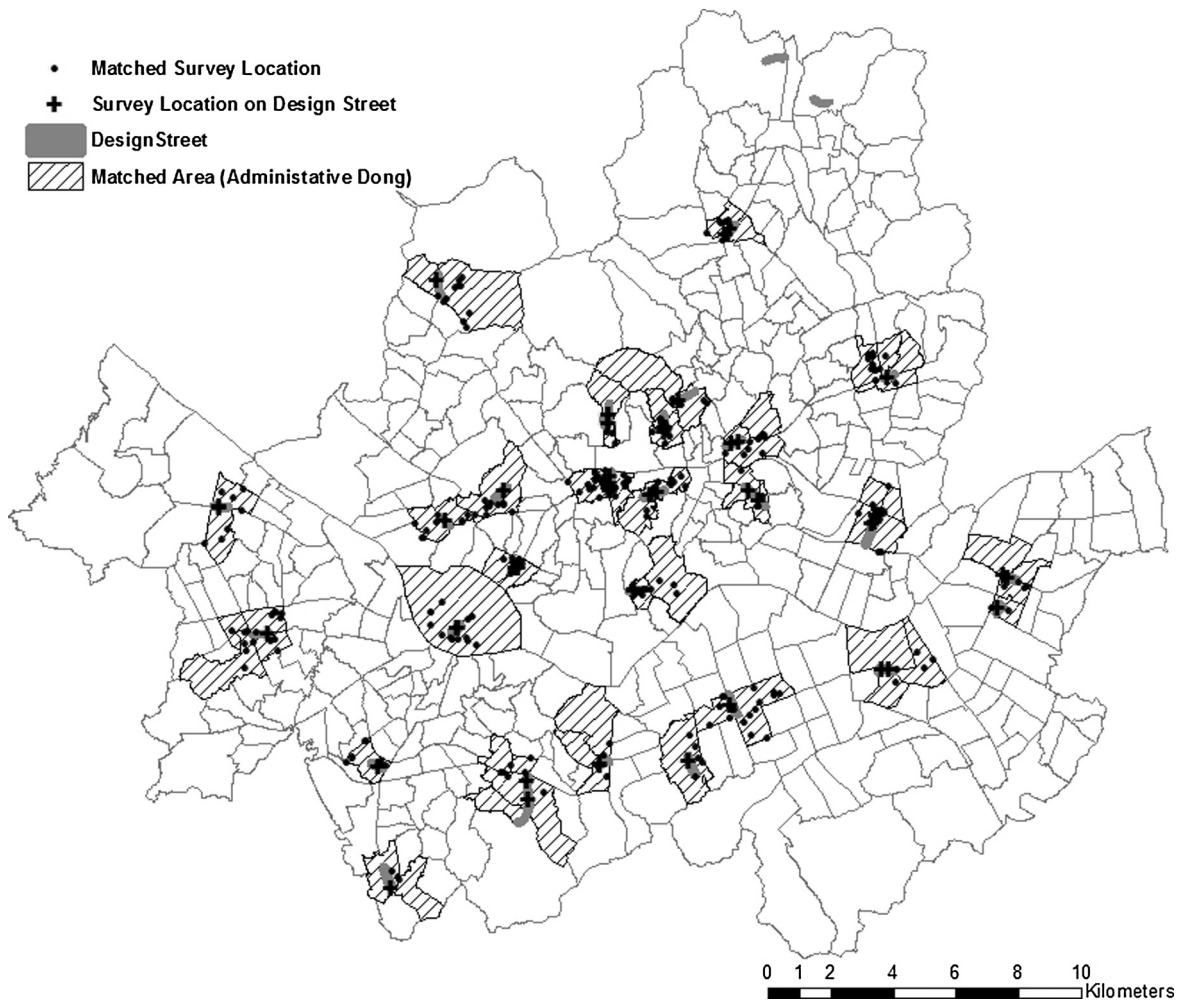 Matched Survey Location
Survey Location on Design Street
DesignStreet
Matched Area (Administative Dong)
0 1 2 4 6 8 10
Kilometers